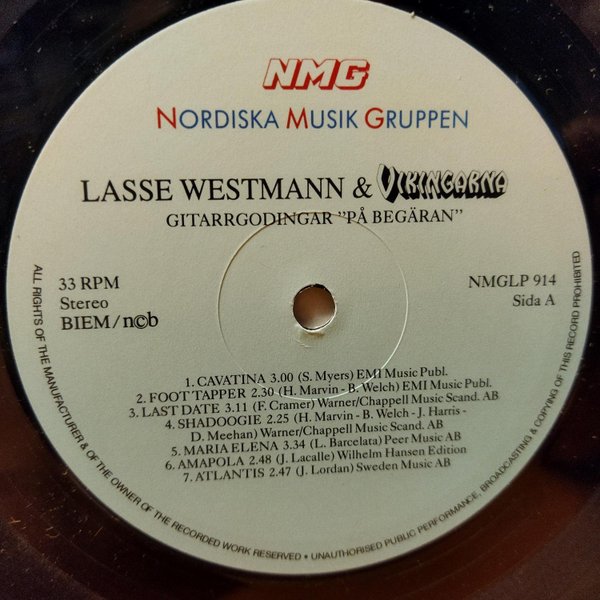 NMG
NORDISKA MUSIK GRUPPEN
LASSE WESTMANN & VIKINGARNA
GITARRGODINGAR "PÅ BEGÄRAN"
33 RPM
Stereo
BIEM/n©b
NMGLP 914
Sida A
1. CAVATINA 3.00 (S. Myers) EMI Music Publ.
2. FOOT TAPPER 2.30 (H. Marvin - B. Welch) EMI Music Publ.
3. LAST DATE 3.11 (F. Cramer) Warner/Chappell Music Scand. AB
4. SHADOOGIE 2.25 (H. Marvin - B. Welch - J. Harris -
D. Meehan) Warner/Chappell Music Scand. AB
5. MARIA ELENA 3.34 (L. Barcelata) Peer Music AB
6. AMAPOLA 2.48 (J. Lacalle) Wilhelm Hansen Edition
7. ATLANTIS 2.47 (J. Lordan) Sweden Music AB
ALL RIGHTS OF THE MANUFACTURER & OF THE OWNER OF THE RECORDED WORK RESERVED • UNAUTHORISED PUBLIC PERFORMANCE, BROADCASTING & COPYING OF THIS RECORD PROHIBITED